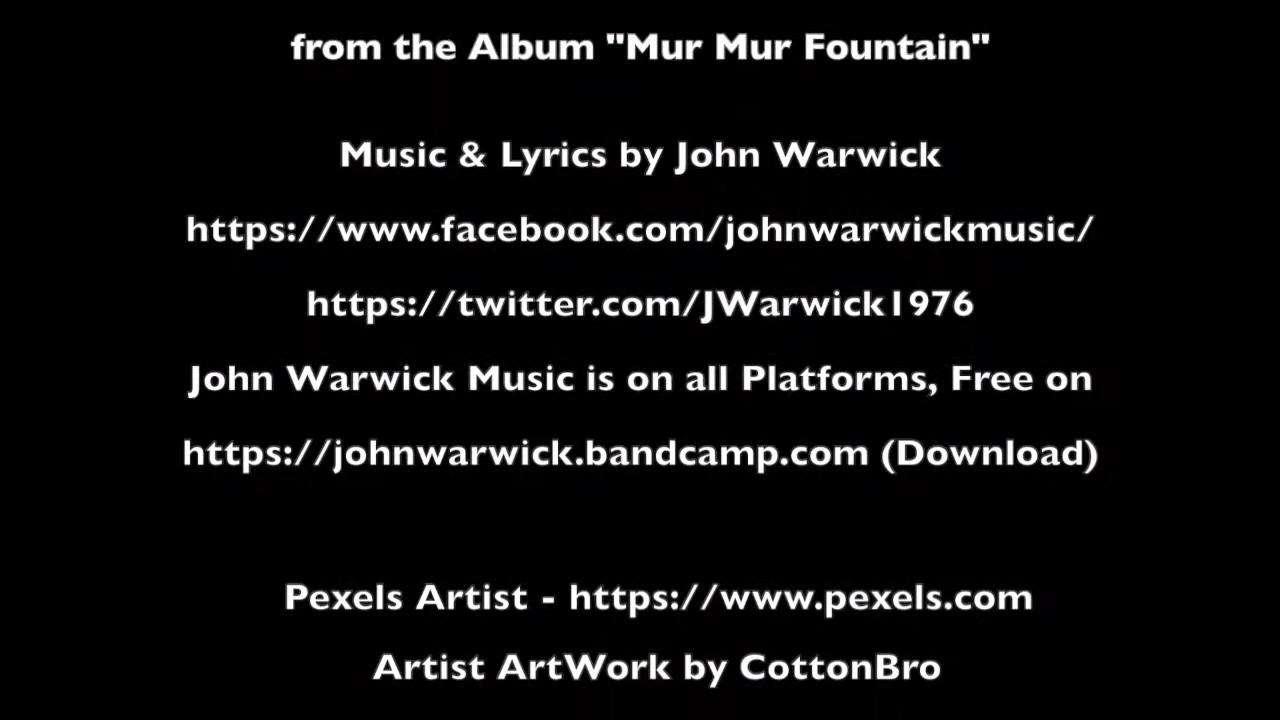 from the Album "Mur Mur Fountain"
Music & Lyrics by John Warwick
https://www.facebook.com/johnwarwickmusic/
https://twitter.com/JWarwick1976
John Warwick Music is on all Platforms, Free on
https://johnwarwick.bandcamp.com (Download)
Pexels Artist - https://www.pexels.com
Artist ArtWork by CottonBro